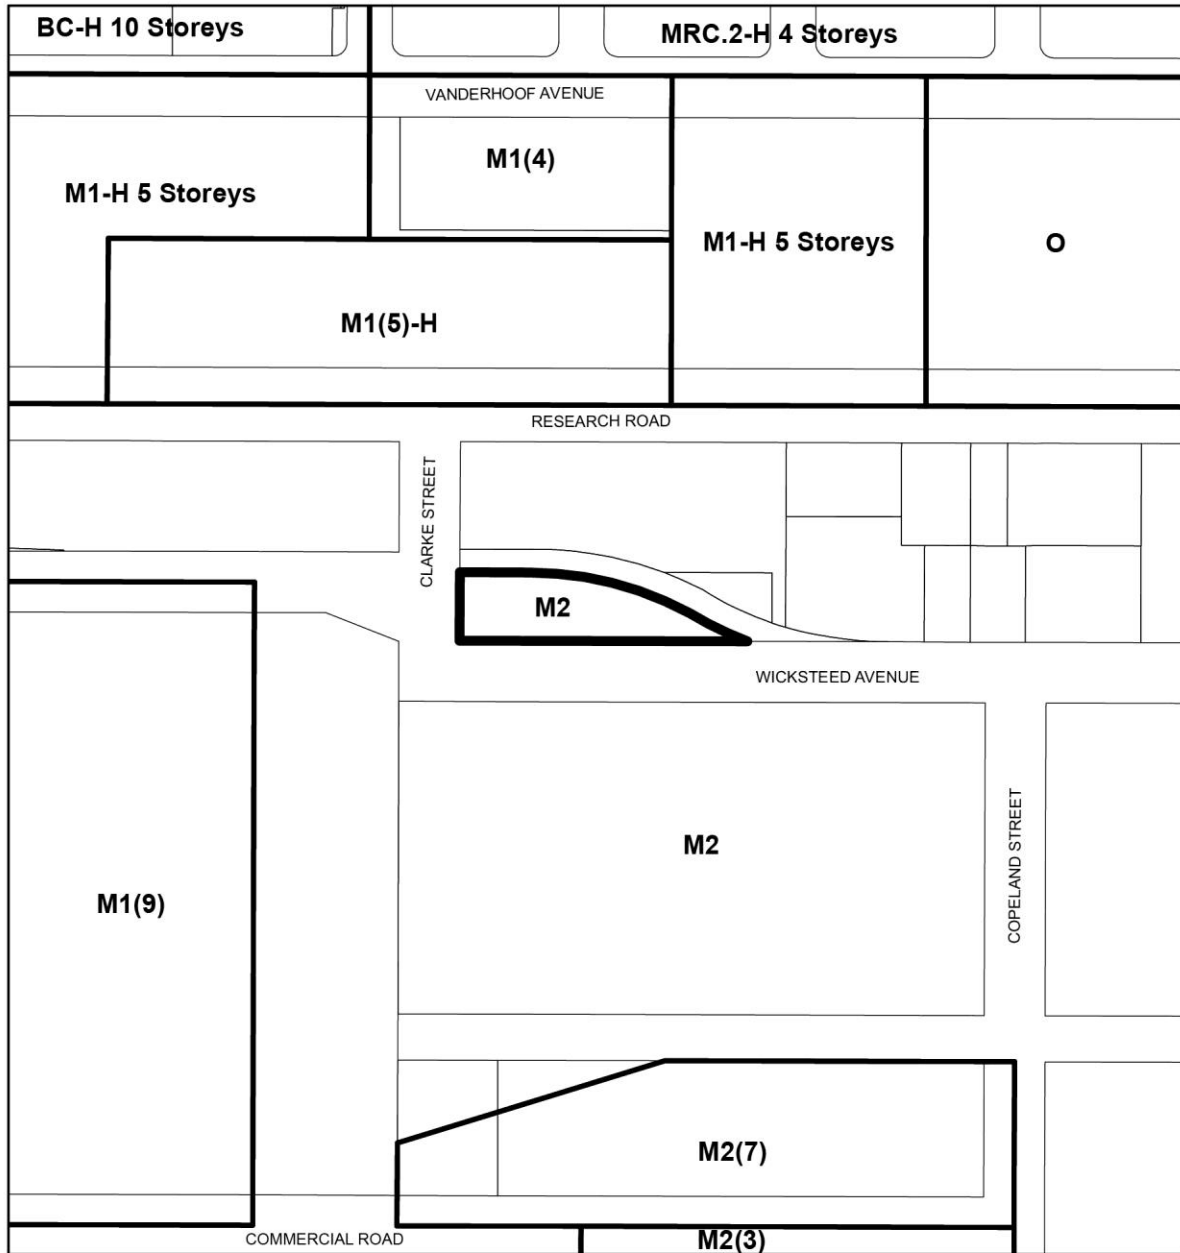 BC-H 10 Storeys
MRC.2-H 4 Storeys
VANDERHOOF AVENUE
M1(4)
M1-H 5 Storeys
M1-H 5 Storeys
O
M1(5)-H
RESEARCH ROAD
CLARKE STREET
M2
WICKSTEED AVENUE
COPELAND STREET
M2
M1(9)
M2(7)
COMMERCIAL ROAD
M2(3)